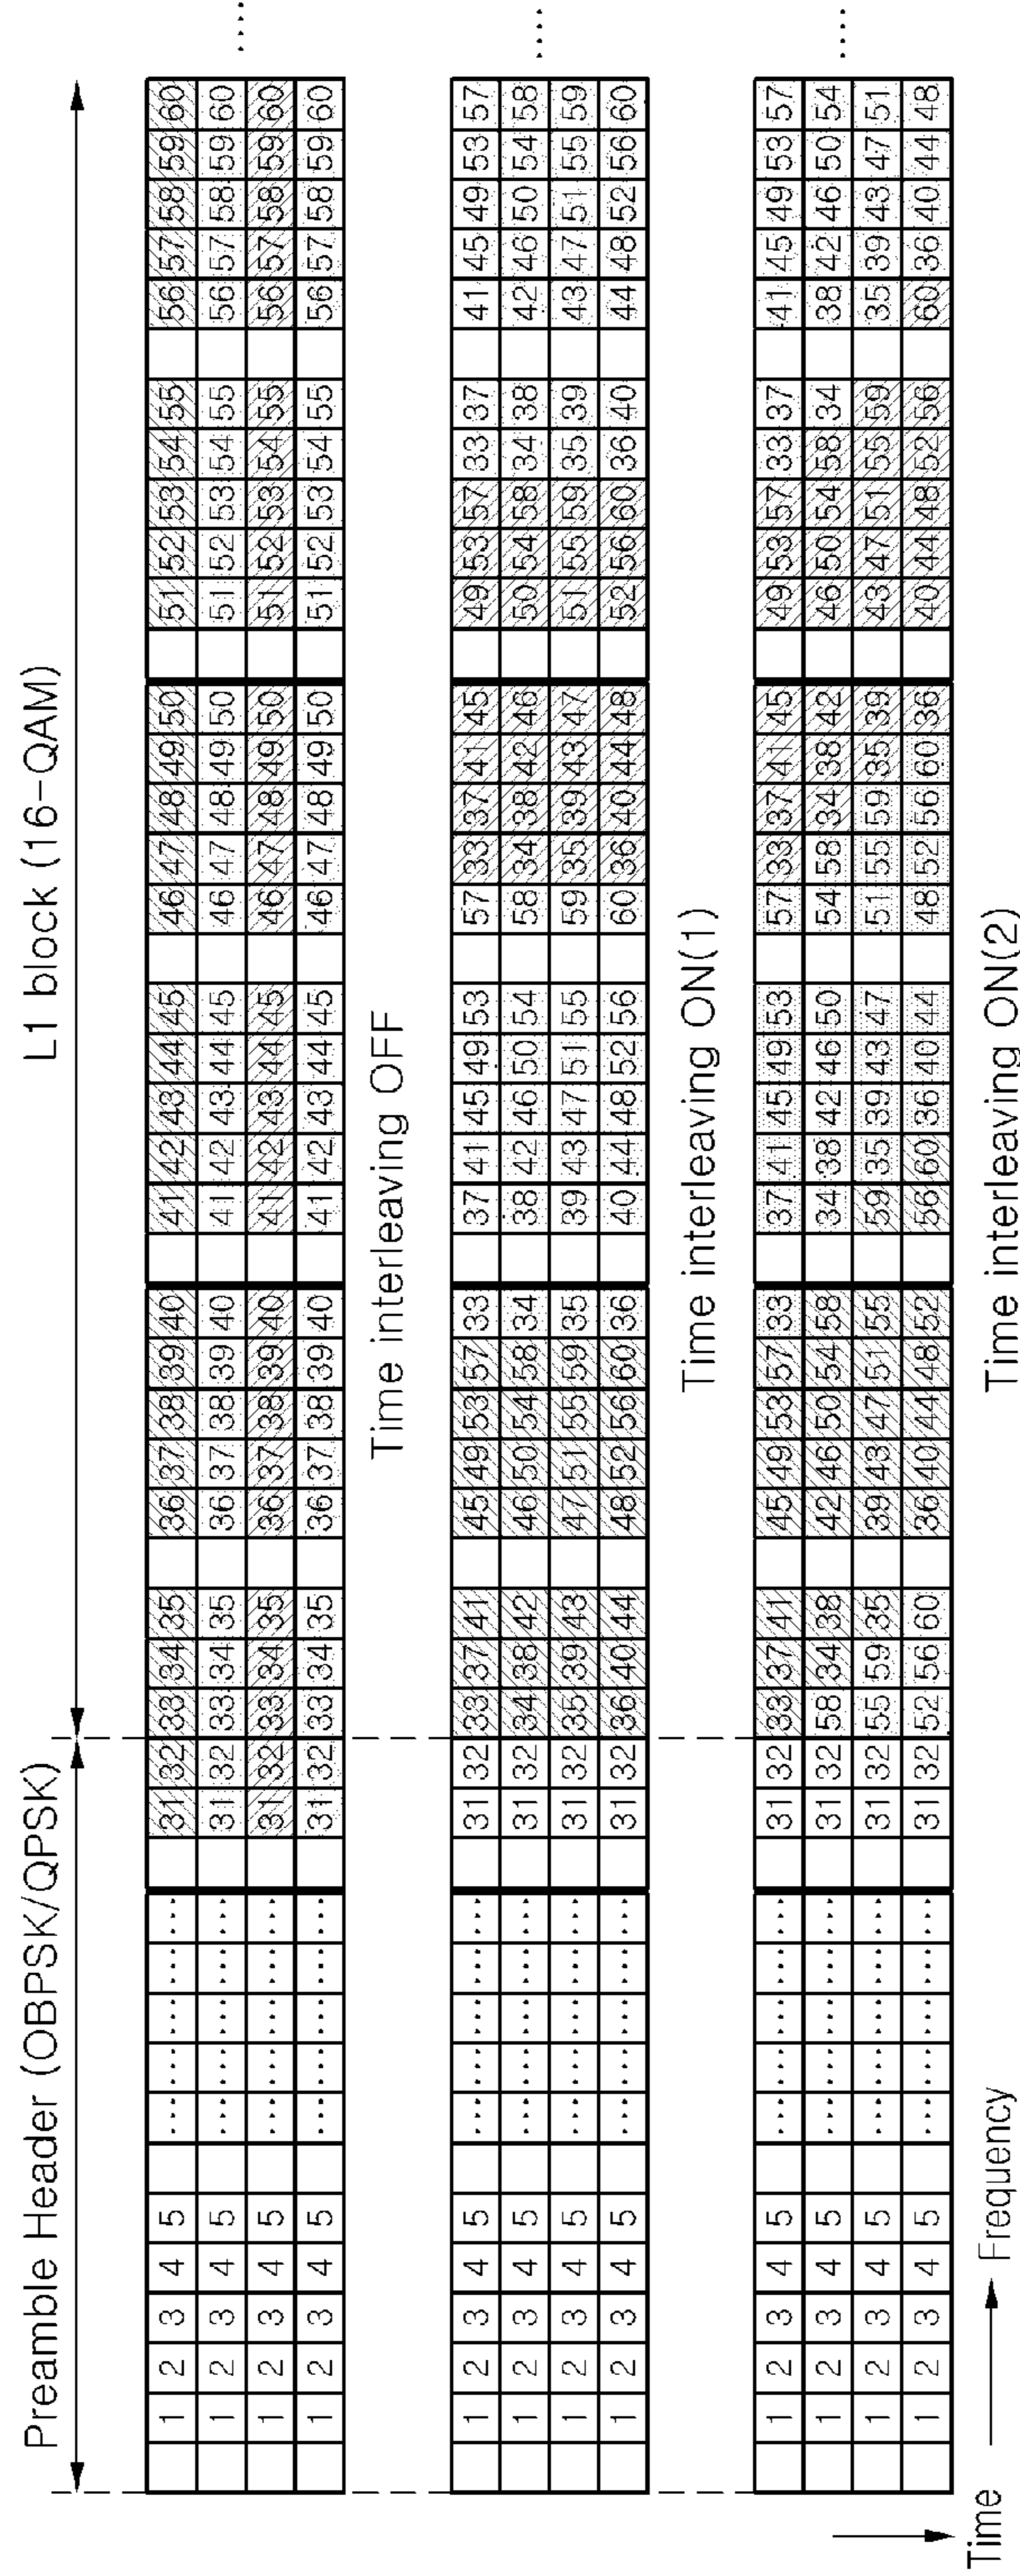 Preamble Header (OBPSK/QPSK) L1 block (16-QAM)
1 2 3 4 5 ..... ..... ..... ..... ..... 31 32 33 34 35 36 37 38 39 40 41 42 43 44 45 46 47 48 49 50 51 52 53 54 55 56 57 58 59 60
1 2 3 4 5 ..... ..... ..... ..... ..... 31 32 33 34 35 36 37 38 39 40 41 42 43 44 45 46 47 48 49 50 51 52 53 54 55 56 57 58 59 60 .....
1 2 3 4 5 ..... ..... ..... ..... ..... 31 32 33 34 35 36 37 38 39 40 41 42 43 44 45 46 47 48 49 50 51 52 53 54 55 56 57 58 59 60
1 2 3 4 5 ..... ..... ..... ..... ..... 31 32 33 34 35 36 37 38 39 40 41 42 43 44 45 46 47 48 49 50 51 52 53 54 55 56 57 58 59 60
Time interleaving OFF
1 2 3 4 5 ..... ..... ..... ..... ..... 31 32 33 37 41 45 49 53 57 33 37 41 45 49 53 57 33 37 41 45 49 53 57 33 37 41 45 49 53 57
1 2 3 4 5 ..... ..... ..... ..... ..... 31 32 34 38 42 46 50 54 58 34 38 42 46 50 54 58 34 38 42 46 50 54 58 34 38 42 46 50 54 58 .....
1 2 3 4 5 ..... ..... ..... ..... ..... 31 32 35 39 43 47 51 55 59 35 39 43 47 51 55 59 35 39 43 47 51 55 59 35 39 43 47 51 55 59
1 2 3 4 5 ..... ..... ..... ..... ..... 31 32 36 40 44 48 52 56 60 36 40 44 48 52 56 60 36 40 44 48 52 56 60 36 40 44 48 52 56 60
Time interleaving ON(1)
1 2 3 4 5 ..... ..... ..... ..... ..... 31 32 33 37 41 45 49 53 57 33 37 41 45 49 53 57 33 37 41 45 49 53 57 33 37 41 45 49 53 57
1 2 3 4 5 ..... ..... ..... ..... ..... 31 32 58 34 38 42 46 50 54 58 34 38 42 46 50 54 58 34 38 42 46 50 54 58 34 38 42 46 50 54 .....
1 2 3 4 5 ..... ..... ..... ..... ..... 31 32 55 59 35 39 43 47 51 55 59 35 39 43 47 51 55 59 35 39 43 47 51 55 59 35 39 43 47 51
1 2 3 4 5 ..... ..... ..... ..... ..... 31 32 52 56 60 36 40 44 48 52 56 60 36 40 44 48 52 56 60 36 40 44 48 52 56 60 36 40 44 48
Time interleaving ON(2)
Time
Frequency